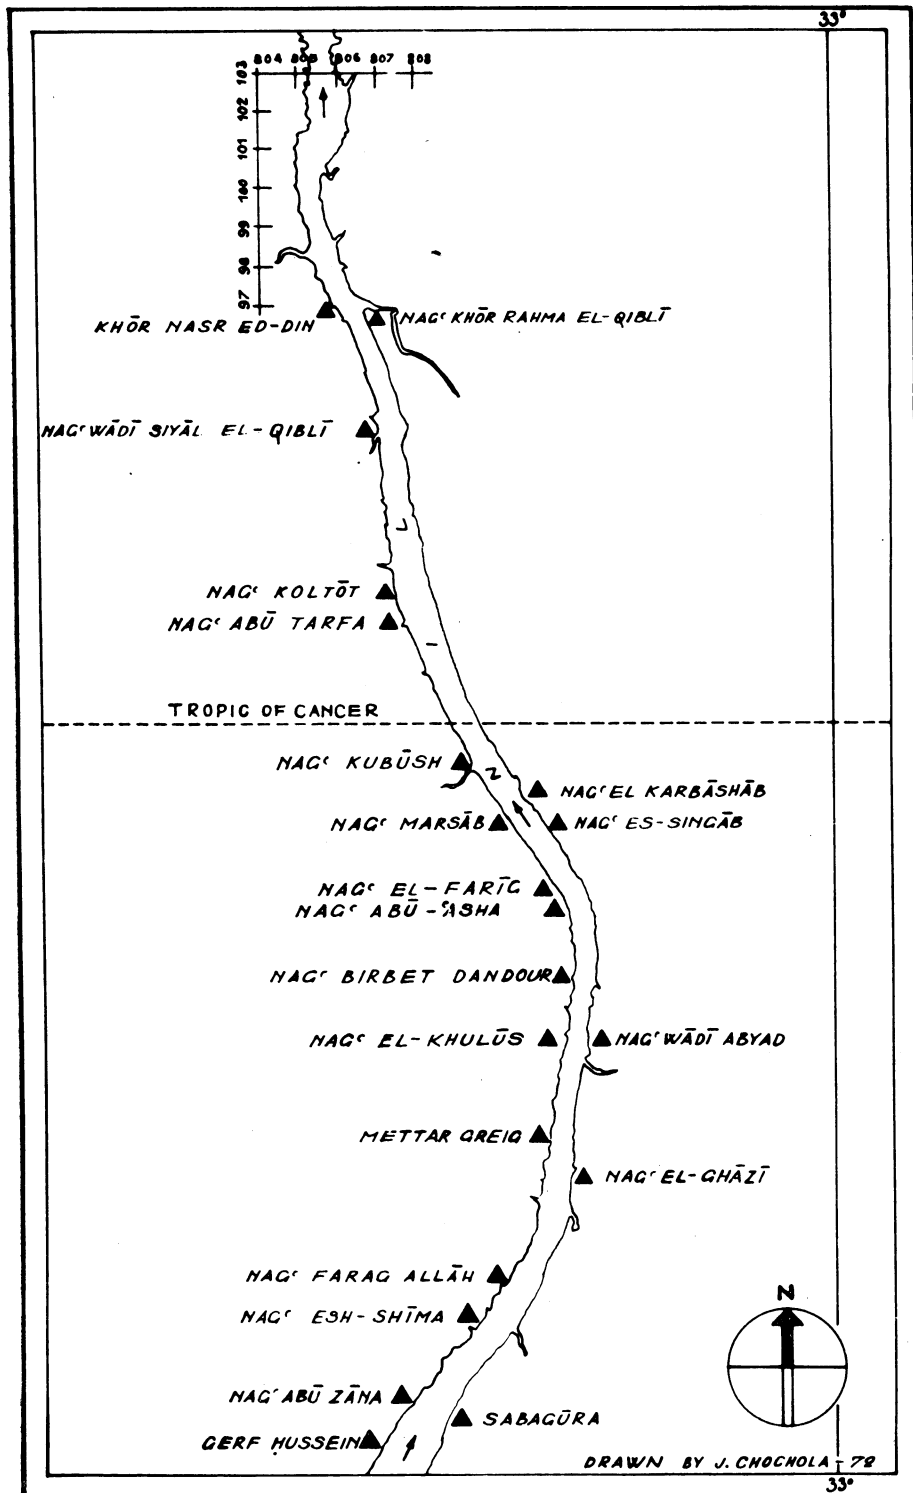 33°
804 805 806 807 808
103
102
101
100
99
98
97
KHŌR NASR ED-DIN
NAGᶜ KHŌR RAHMA EL-QIBLĪ
NAGᶜ WĀDĪ SIYĀL EL-QIBLĪ
L
NAGᶜ KOLTŌT
NAGᶜ ABŪ TARFA
I
TROPIC OF CANCER
NAGᶜ KUBŪSH
N
NAGᶜ EL KARBĀSHĀB
NAGᶜ MARSĀB
NAGᶜ ES-SINGĀB
NAGᶜ EL-FARĪG
NAGᶜ ABŪ-ᶜASHA
NAGᶜ BIRBET DANDOUR
NAGᶜ EL-KHULŪS
NAGᶜ WĀDĪ ABYAD
METTAR GREIG
NAGᶜ EL-GHĀZĪ
NAGᶜ FARAG ALLĀH
NAGᶜ ESH-SHĪMA
N
NAGᶜ ABŪ ZĀNA
SABAGŪRA
GERF ḤUSSEIN
DRAWN BY J. CHOCHOLA - 72
33°